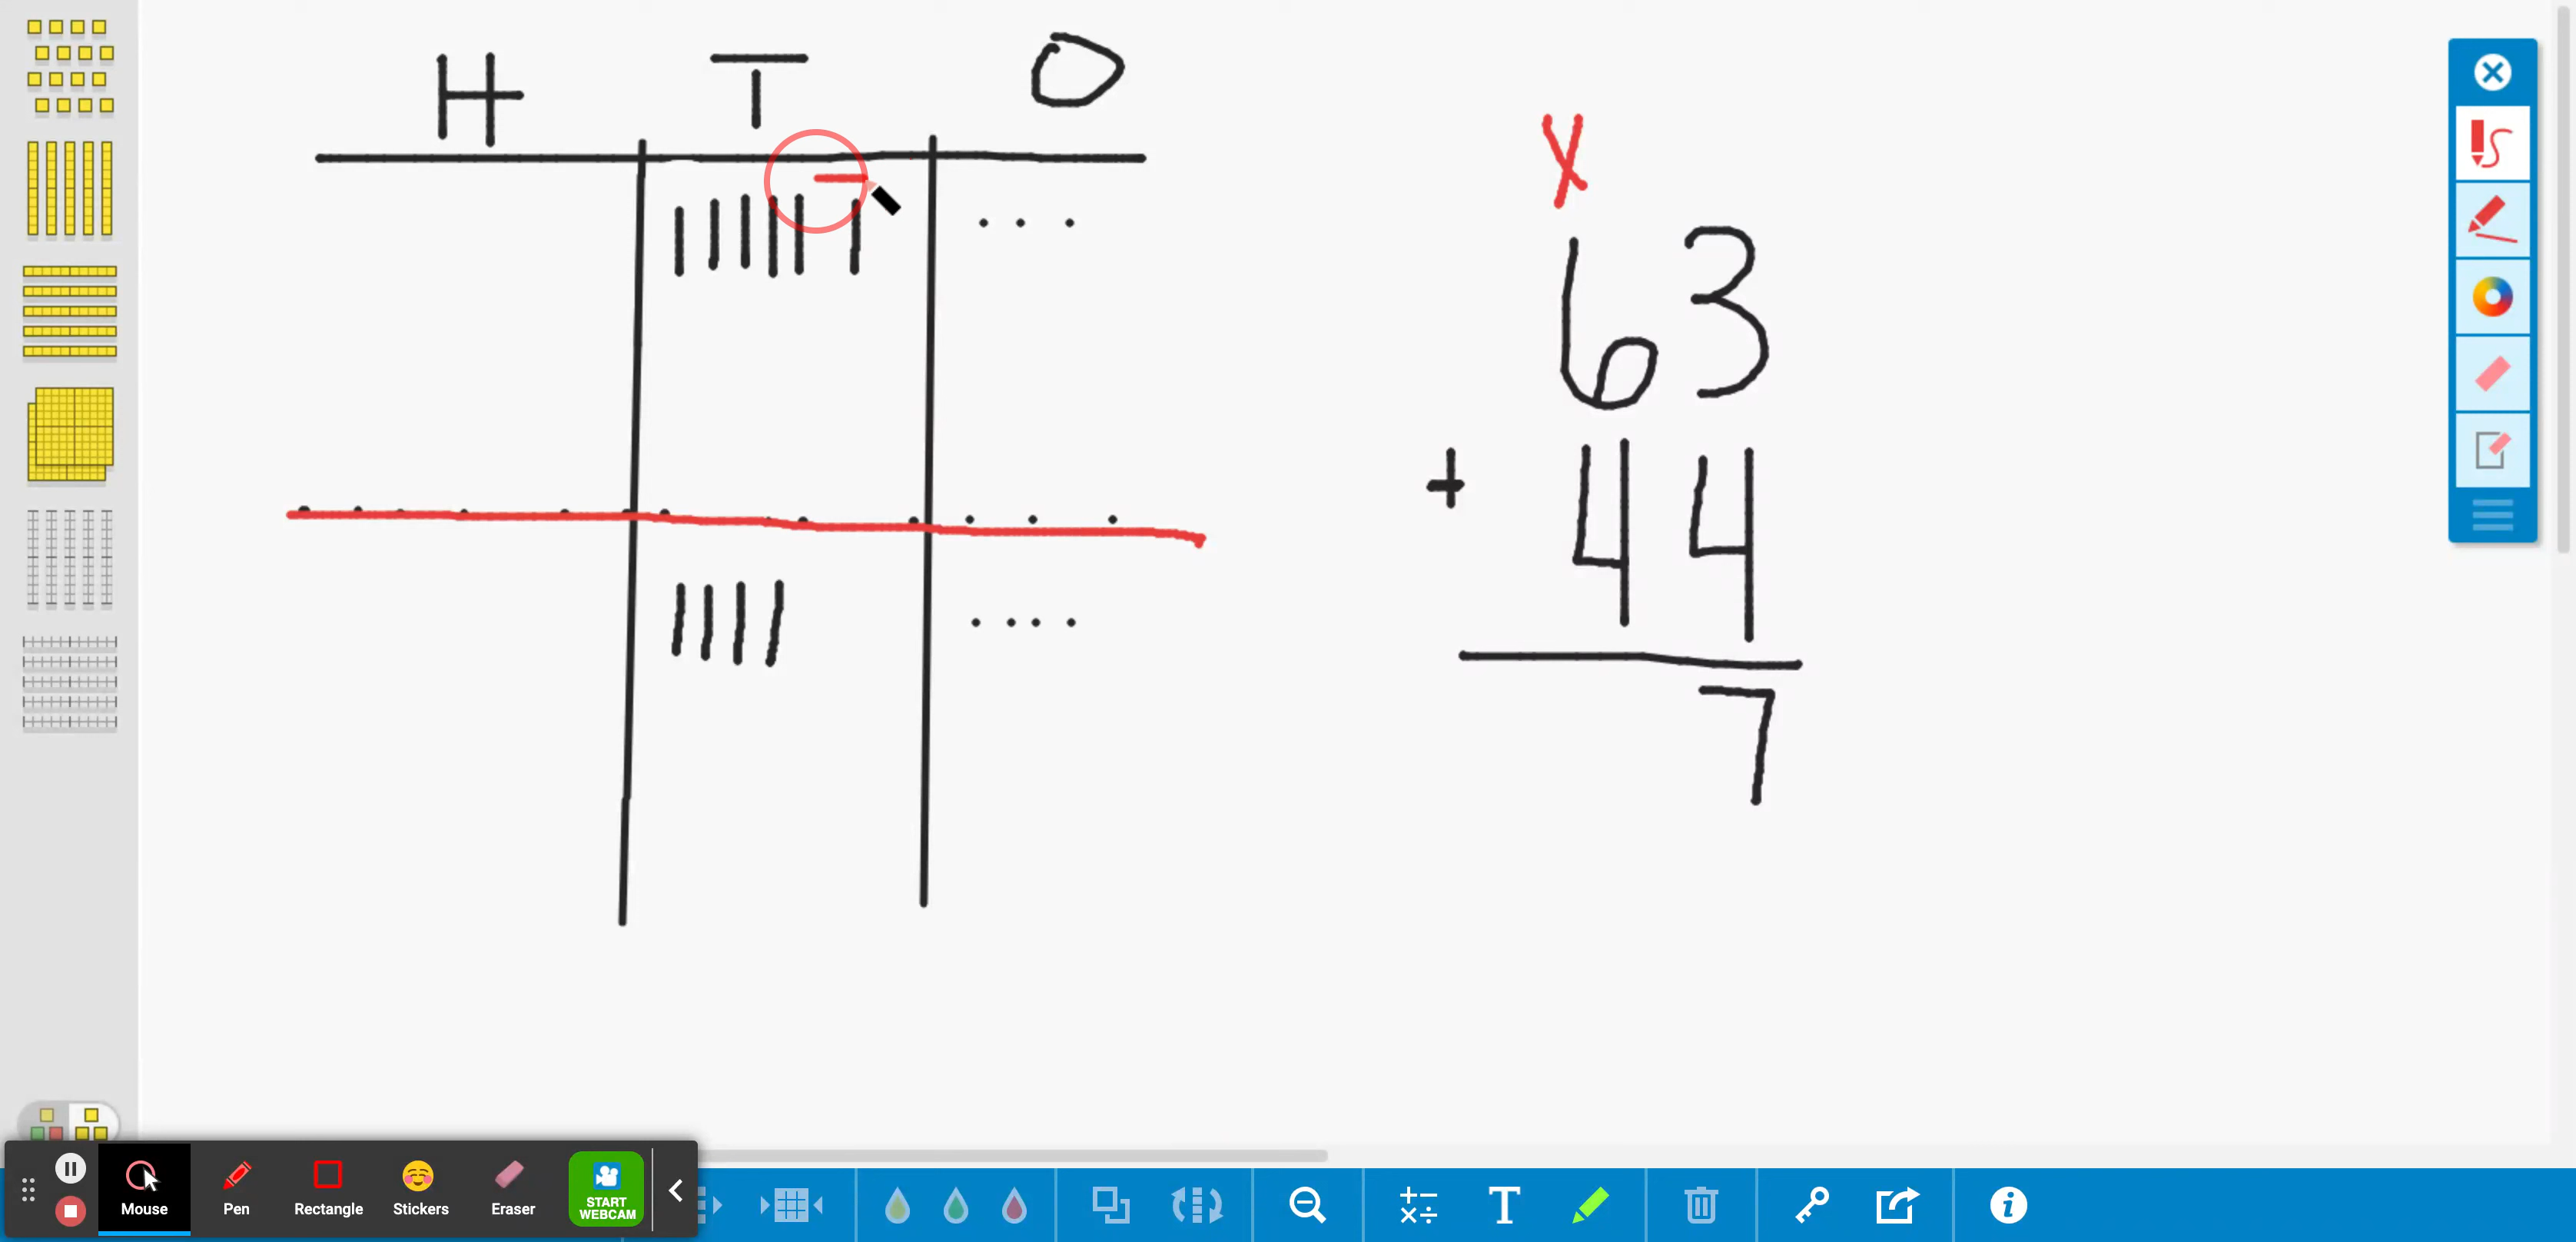 H T O
X
63
+ 44
7
Mouse Pen Rectangle Stickers Eraser START WEBCAM
T